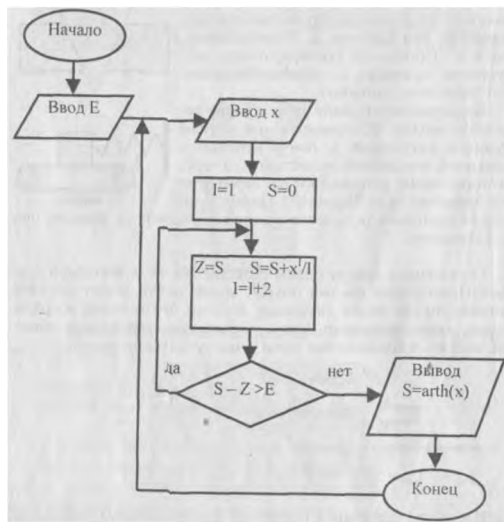 Начало
Ввод E
Ввод x
I=1 S=0
Z=S S=S+x^I/I
I=I+2
да
S – Z >E
нет
Вывод
S=arth(x)
Конец